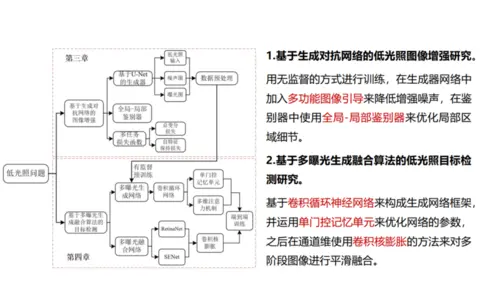 第三章
低光照
输入
噪声图
曝光图
基于U-Net
的生成器
数据预处理
基于生成对
抗网络的
图像增强
全局-局部
鉴别器
多任务
损失函数
自特征
保持损失
低光照问题
有监督
预训练
多曝光生
成网络
卷积循环
网络
单门控
记忆单元
多维注意
力机制
端到端
训练
基于多曝光生
成融合算法的
目标检测
多曝光融
合网络
RetineNet
SENet
卷积核
膨胀
第四章
1.基于生成对抗网络的低光照图像增强研究。
用无监督的方式进行训练，在生成器网络中
加入多功能图像引导来降低增强噪声，在鉴
别器中使用全局-局部鉴别器来优化局部区
域细节。
2.基于多曝光生成融合算法的低光照目标检
测研究。
基于卷积循环神经网络来构成生成网络框架，
并运用单门控记忆单元来优化网络的参数，
之后在通道维使用卷积核膨胀的方法来对多
阶段图像进行平滑融合。